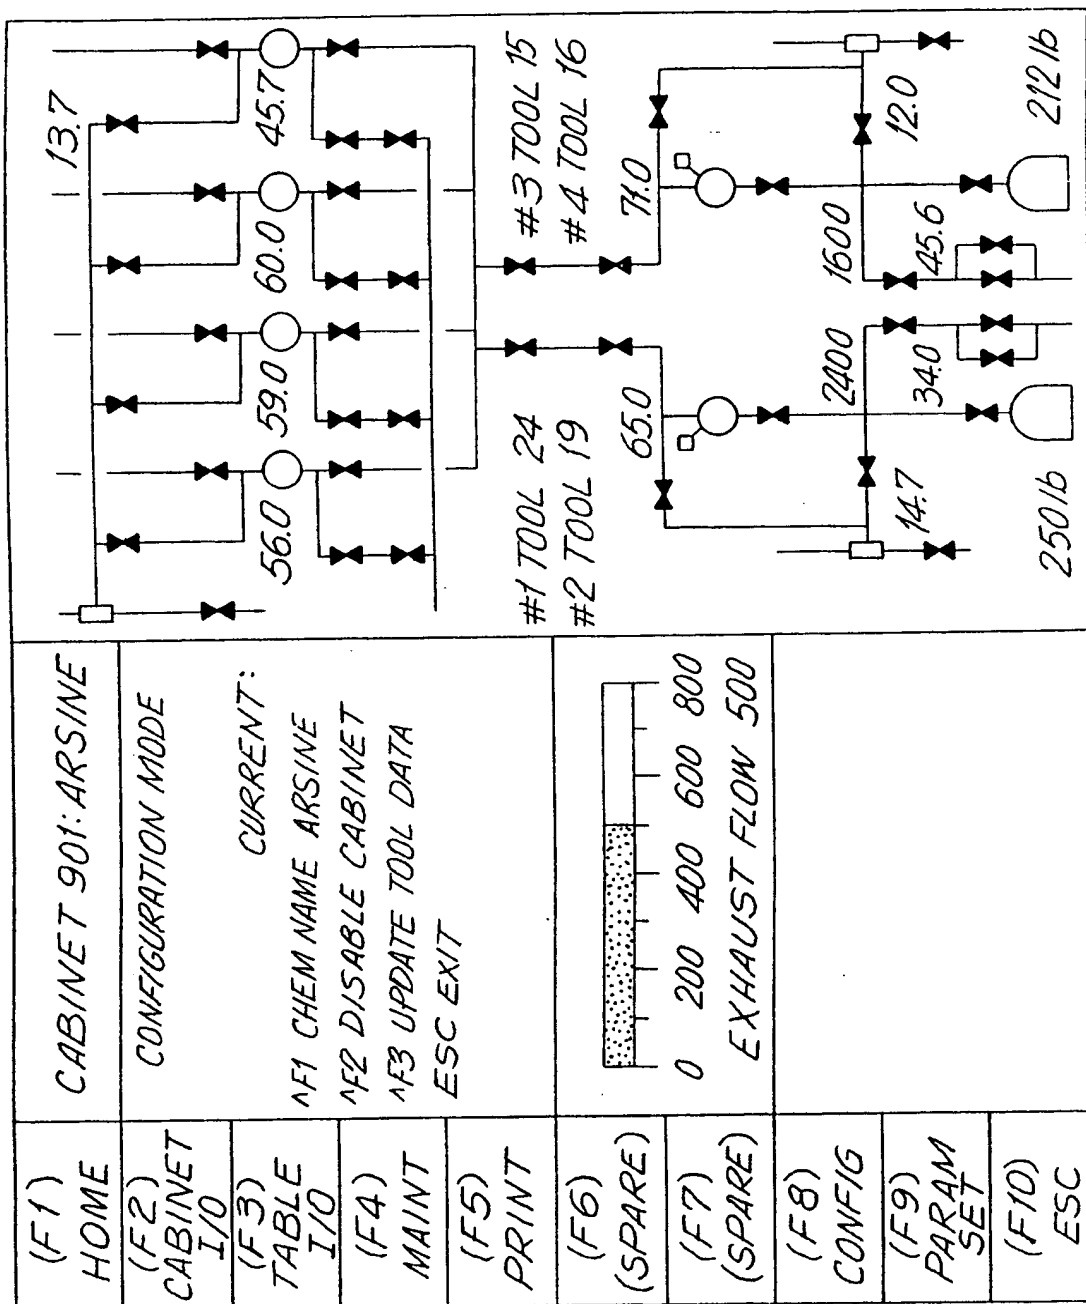 (F1)
HOME
(F2)
CABINET
I/O
(F3)
TABLE
I/O
(F4)
MAINT
(F5)
PRINT
(F6)
(SPARE)
(F7)
(SPARE)
(F8)
CONFIG
(F9)
PARAM
SET
(F10)
ESC
CABINET 901: ARSINE
CONFIGURATION MODE
CURRENT:
^F1 CHEM NAME ARSINE
^F2 DISABLE CABINET
^F3 UPDATE TOOL DATA
ESC EXIT
0 200 400 600 800
EXHAUST FLOW 500
13.7
56.0 59.0 60.0 45.7
#1 TOOL 24 #3 TOOL 15
#2 TOOL 19 #4 TOOL 16
65.0 71.0
2400 1600
14.7 34.0 45.6 12.0
250 lb 212 lb